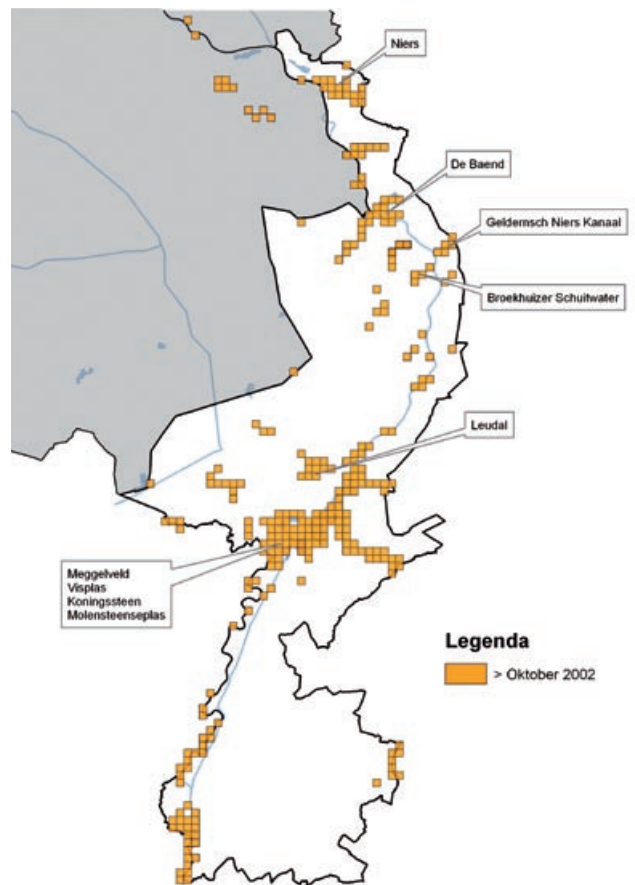 Niers
De Baend
Geldernsch Niers Kanaal
Broekhuizer Schuitwater
Leudal
Meggelveld
Visplas
Koningssteen
Molensteenseplas
Legenda
> Oktober 2002